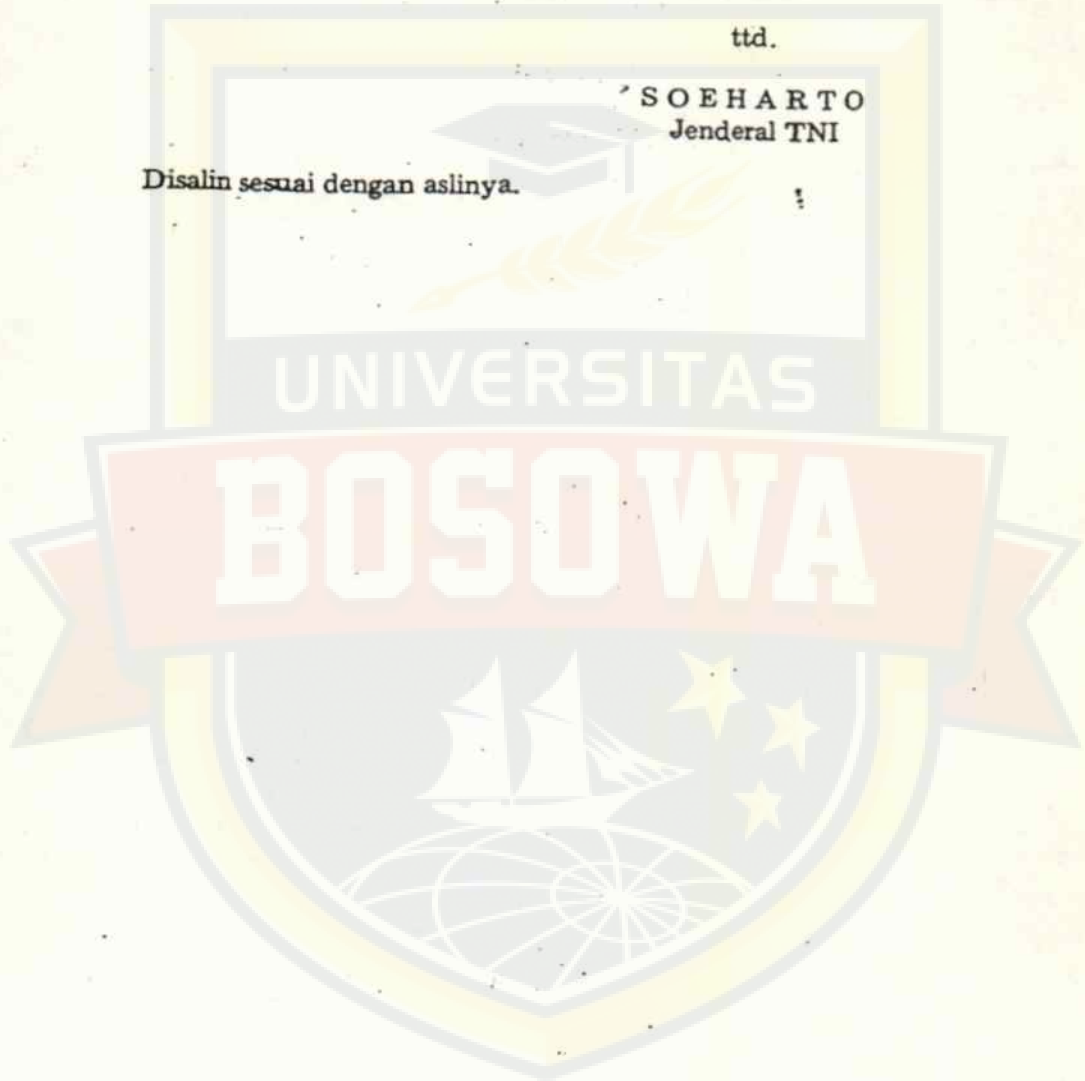 ttd.
SOEHARTO
Jenderal TNI
Disalin sesuai dengan aslinya.
UNIVERSITAS
BOSOWA